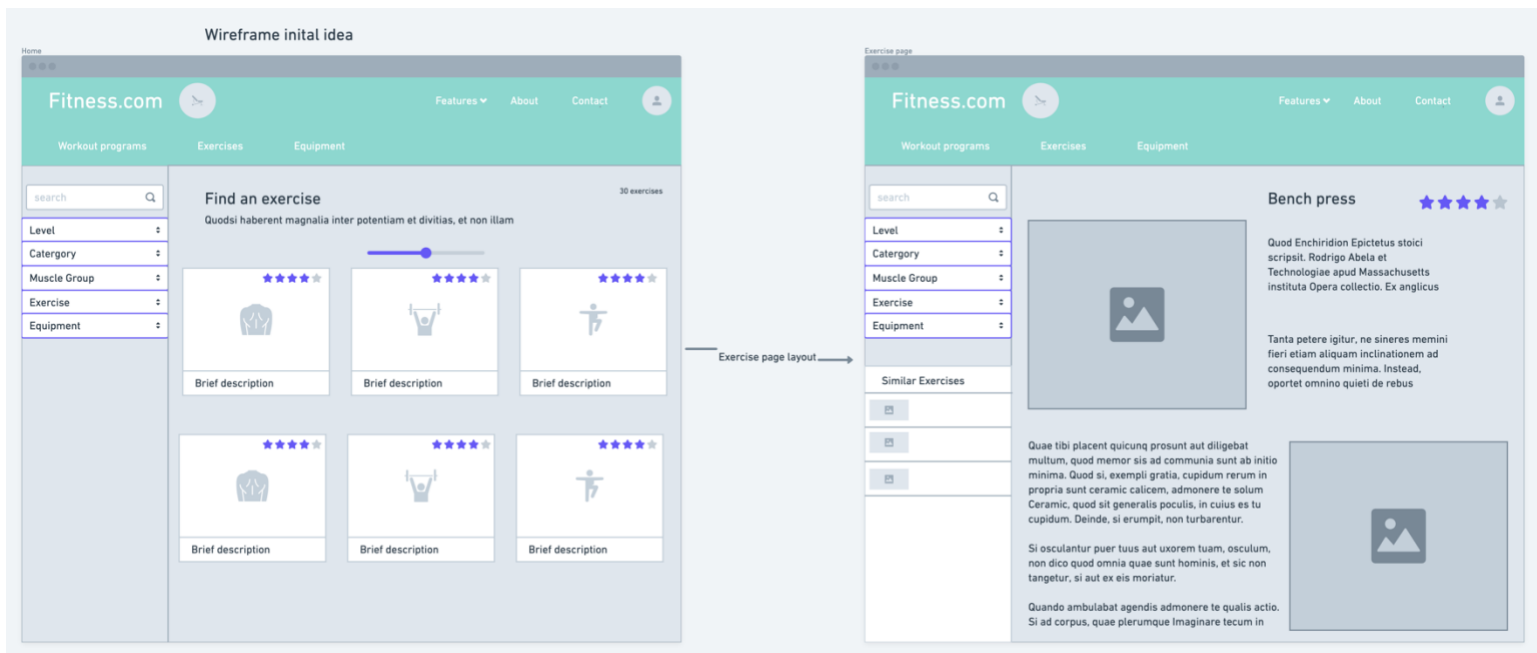 Wireframe inital idea
Home
Fitness.com
Features
About
Contact
Workout programs
Exercises
Equipment
search
Level
Catergory
Muscle Group
Exercise
Equipment
Find an exercise
30 exercises
Quodsi haberent magnalia inter potentiam et divitias, et non illam
Brief description
Brief description
Brief description
Brief description
Brief description
Brief description
Exercise page layout
Exercise page
Fitness.com
Features
About
Contact
Workout programs
Exercises
Equipment
search
Level
Catergory
Muscle Group
Exercise
Equipment
Similar Exercises
Bench press
Quod Enchiridion Epictetus stoici
scripsit. Rodrigo Abela et
Technologiae apud Massachusetts
instituta Opera collectio. Ex anglicus
Tanta petere igitur, ne sineres memini
fieri etiam aliquam inclinationem ad
consequendum minima. Instead,
oportet omnino quieti de rebus
Quae tibi placent quicunq prosunt aut diligebat
multum, quod memor sis ad communia sunt ab initio
minima. Quod si, exempli gratia, cupidum rerum in
propria sunt ceramic calicem, admonere te solum
Ceramic, quod sit generalis poculis, in cuius es tu
cupidum. Deinde, si erumpit, non turbarentur.
Si osculantur puer tuus aut uxorem tuam, osculum,
non dico quod omnia quae sunt hominis, et sic non
tangetur, si aut ex eis moriatur.
Quando ambulabat agendis admonere te qualis actio.
Si ad corpus, quae plerumque Imaginare tecum in